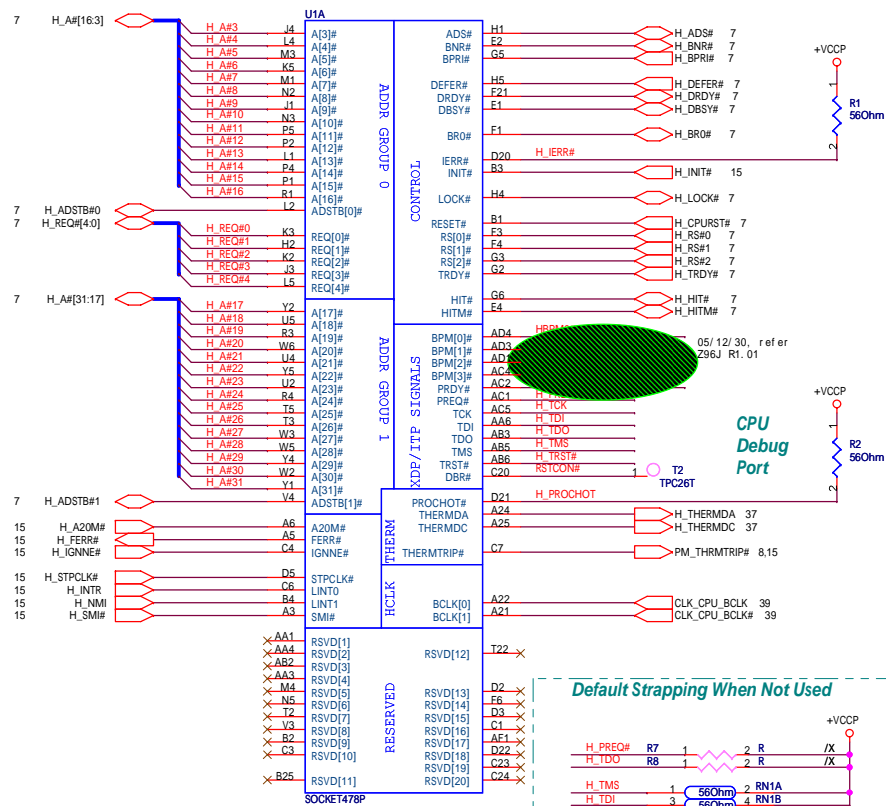 U1A
7 H_A#[16:3]
H_A#3 J4 A[3]#
H_A#4 L4 A[4]#
H_A#5 M3 A[5]#
H_A#6 K5 A[6]#
H_A#7 M1 A[7]#
H_A#8 N2 A[8]#
H_A#9 J1 A[9]#
H_A#10 N3 A[10]#
H_A#11 P5 A[11]#
H_A#12 P2 A[12]#
H_A#13 L1 A[13]#
H_A#14 P4 A[14]#
H_A#15 P1 A[15]#
H_A#16 R1 A[16]#
7 H_ADSTB#0 L2 ADSTB[0]#
7 H_REQ#[4:0]
H_REQ#0 K3 REQ[0]#
H_REQ#1 H2 REQ[1]#
H_REQ#2 K2 REQ[2]#
H_REQ#3 J3 REQ[3]#
H_REQ#4 L5 REQ[4]#
ADDR GROUP 0
7 H_A#[31:17]
H_A#17 Y2 A[17]#
H_A#18 U5 A[18]#
H_A#19 R3 A[19]#
H_A#20 W6 A[20]#
H_A#21 U4 A[21]#
H_A#22 Y5 A[22]#
H_A#23 U2 A[23]#
H_A#24 R4 A[24]#
H_A#25 T5 A[25]#
H_A#26 T3 A[26]#
H_A#27 W3 A[27]#
H_A#28 W5 A[28]#
H_A#29 Y4 A[29]#
H_A#30 W2 A[30]#
H_A#31 Y1 A[31]#
7 H_ADSTB#1 V4 ADSTB[1]#
ADDR GROUP 1
15 H_A20M# A6 A20M#
15 H_FERR# A5 FERR#
15 H_IGNNE# C4 IGNNE#
15 H_STPCLK# D5 STPCLK#
15 H_INTR C6 LINT0
15 H_NMI B4 LINT1
15 H_SMI# A3 SMI#
AA1 RSVD[1]
AA4 RSVD[2]
AB2 RSVD[3]
AA3 RSVD[4]
M4 RSVD[5]
N5 RSVD[6]
T2 RSVD[7]
V3 RSVD[8]
B2 RSVD[9]
C3 RSVD[10]
B25 RSVD[11]
SOCKET478P
CONTROL
ADS# H1 H_ADS# 7
BNR# E2 H_BNR# 7
BPRI# G5 H_BPRI# 7
DEFER# H5 H_DEFER# 7
DRDY# F21 H_DRDY# 7
DBSY# E1 H_DBSY# 7
BR0# F1 H_BR0# 7
IERR# D20 H_IERR#
INIT# B3 H_INIT# 15
LOCK# H4 H_LOCK# 7
RESET# B1 H_CPURST# 7
RS[0]# F3 H_RS#0 7
RS[1]# F4 H_RS#1 7
RS[2]# G3 H_RS#2 7
TRDY# G2 H_TRDY# 7
HIT# G6 H_HIT# 7
HITM# E4 H_HITM# 7
+VCCP
1
R1
56Ohm
2
XDP/ITP SIGNALS
BPM[0]# AD4
BPM[1]# AD3
BPM[2]# AD1
BPM[3]# AC4
PRDY# AC2
PREQ# AC1
TCK AC5 H_TCK
TDI AA6 H_TDI
TDO AB3 H_TDO
TMS AB5 H_TMS
TRST# AB6 H_TRST#
DBR# C20 RSTCON# 1 T2
TPC26T
05/12/30, refer
Z96J R1.01
CPU
Debug
Port
+VCCP
1
R2
56Ohm
2
THERM
PROCHOT# D21 H_PROCHOT
THERMDA A24 H_THERMDA 37
THERMDC A25 H_THERMDC 37
THERMTRIP# C7 PM_THRMTRIP# 8,15
HCLK
BCLK[0] A22 CLK_CPU_BCLK 39
BCLK[1] A21 CLK_CPU_BCLK# 39
RESERVED
RSVD[12] T22
RSVD[13] D2
RSVD[14] F6
RSVD[15] D3
RSVD[16] C1
RSVD[17] AF1
RSVD[18] D22
RSVD[19] C23
RSVD[20] C24
Default Strapping When Not Used
+VCCP
H_PREQ# R7 1 2 R /X
H_TDO R8 1 2 R /X
H_TMS 1 56Ohm 2 RN1A
H_TDI 3 56Ohm 4 RN1B